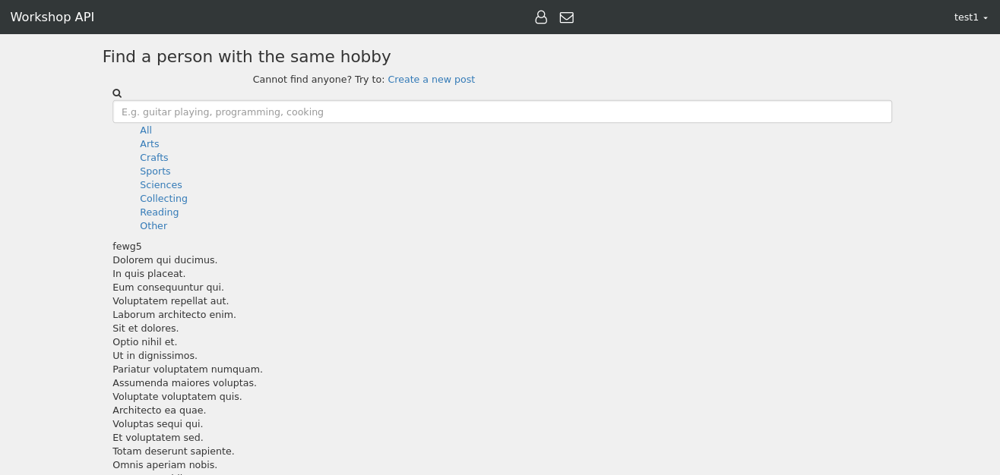 Workshop API
test1
Find a person with the same hobby
Cannot find anyone? Try to: Create a new post
E.g. guitar playing, programming, cooking
All
Arts
Crafts
Sports
Sciences
Collecting
Reading
Other
fewg5
Dolorem qui ducimus.
In quis placeat.
Eum consequuntur qui.
Voluptatem repellat aut.
Laborum architecto enim.
Sit et dolores.
Optio nihil et.
Ut in dignissimos.
Pariatur voluptatem numquam.
Assumenda maiores voluptas.
Voluptate voluptatem quis.
Architecto ea quae.
Voluptas sequi qui.
Et voluptatem sed.
Totam deserunt sapiente.
Omnis aperiam nobis.